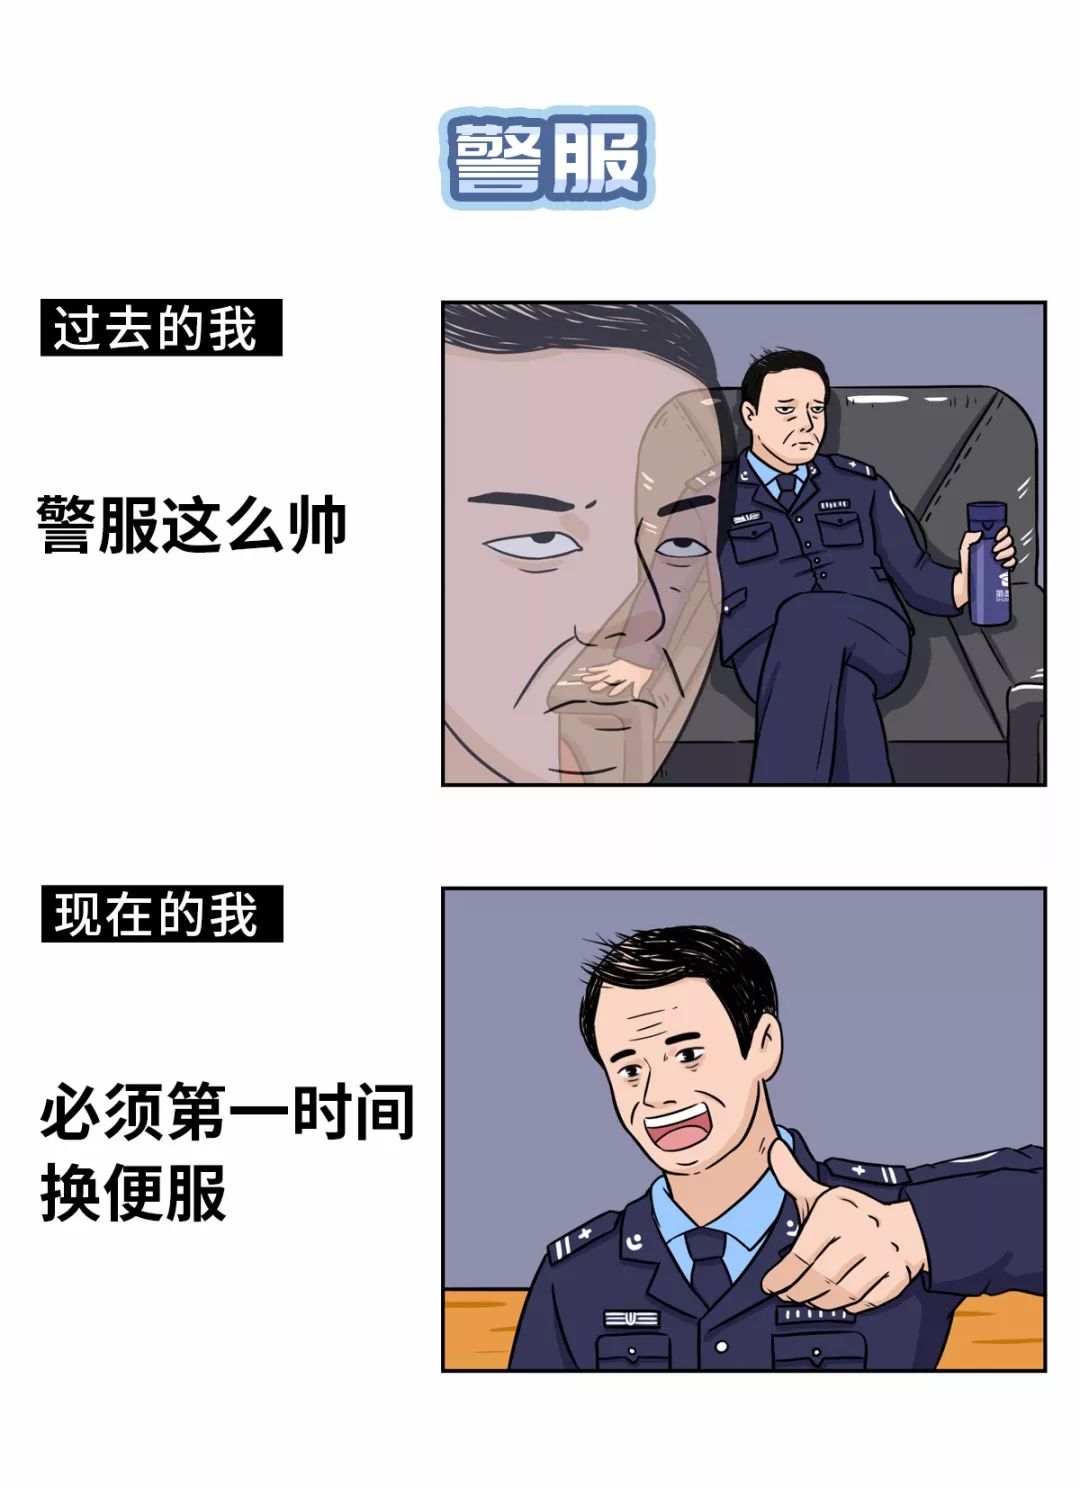 警服
过去的我
警服这么帅
现在的我
必须第一时间
换便服